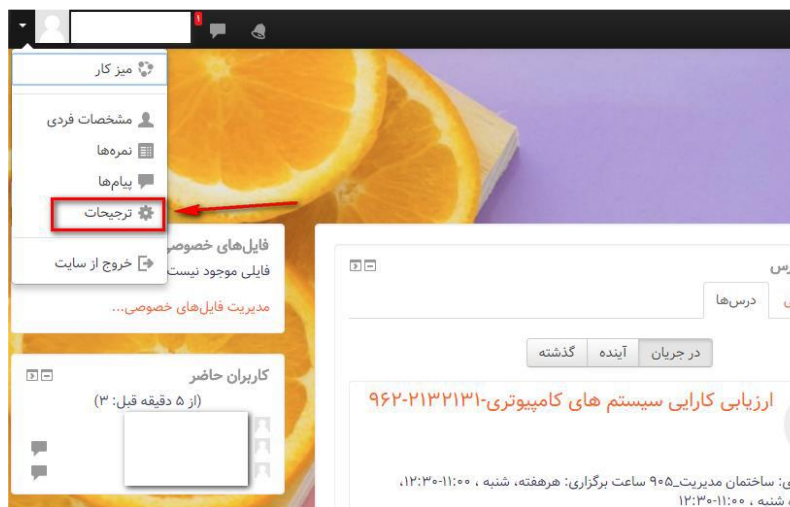 ۱
میز کار
مشخصات فردی
نمره‌ها
پیام‌ها
ترجیحات
خروج از سایت
فایل‌های خصوصی
فایلی موجود نیست
مدیریت فایل‌های خصوصی...
کاربران حاضر
(از ۵ دقیقه قبل: ۳)
درس‌ها
در جریان
آینده
گذشته
ارزیابی کارایی سیستم های کامپیوتری-۲۱۳۲۱۳۱-۹۶۲
ساختمان مدیریت_۹۰۵ ساعت برگزاری: هرهفته، شنبه ، ۱۱:۰۰-۱۲:۳۰،
شنبه ، ۱۱:۰۰-۱۲:۳۰